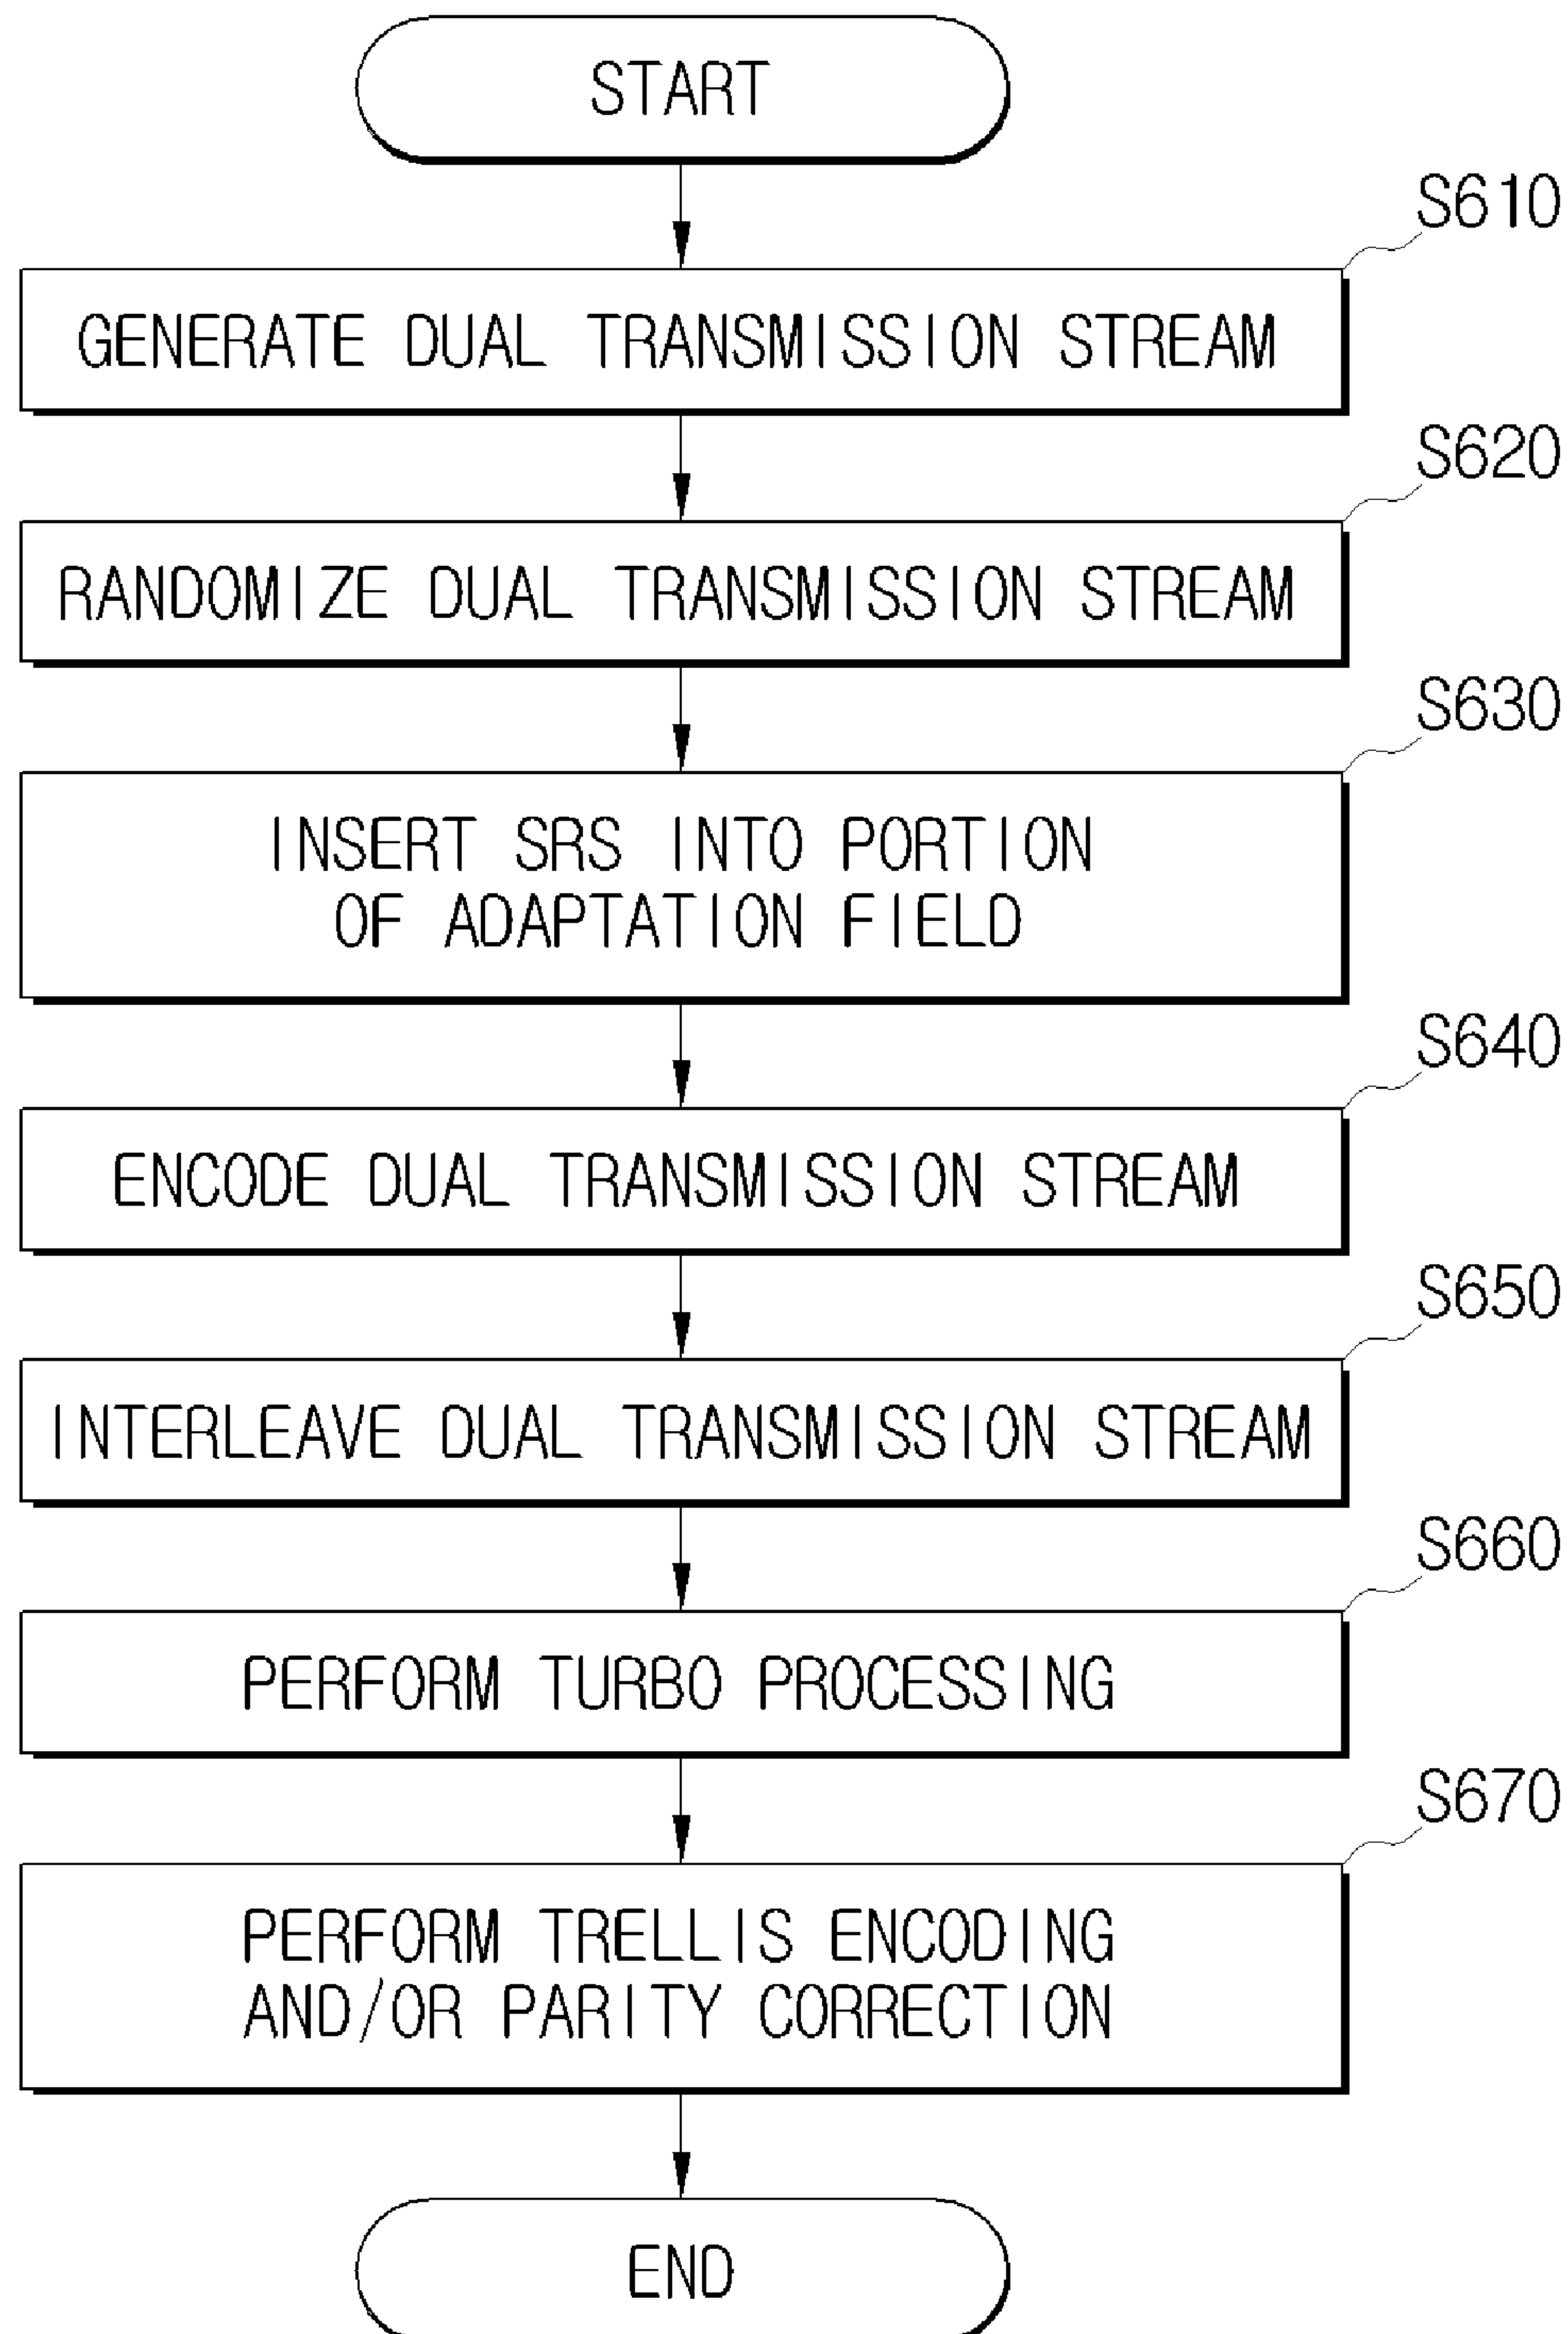 START
S610
GENERATE DUAL TRANSMISSION STREAM
S620
RANDOMIZE DUAL TRANSMISSION STREAM
S630
INSERT SRS INTO PORTION
OF ADAPTATION FIELD
S640
ENCODE DUAL TRANSMISSION STREAM
S650
INTERLEAVE DUAL TRANSMISSION STREAM
S660
PERFORM TURBO PROCESSING
S670
PERFORM TRELLIS ENCODING
AND/OR PARITY CORRECTION
END